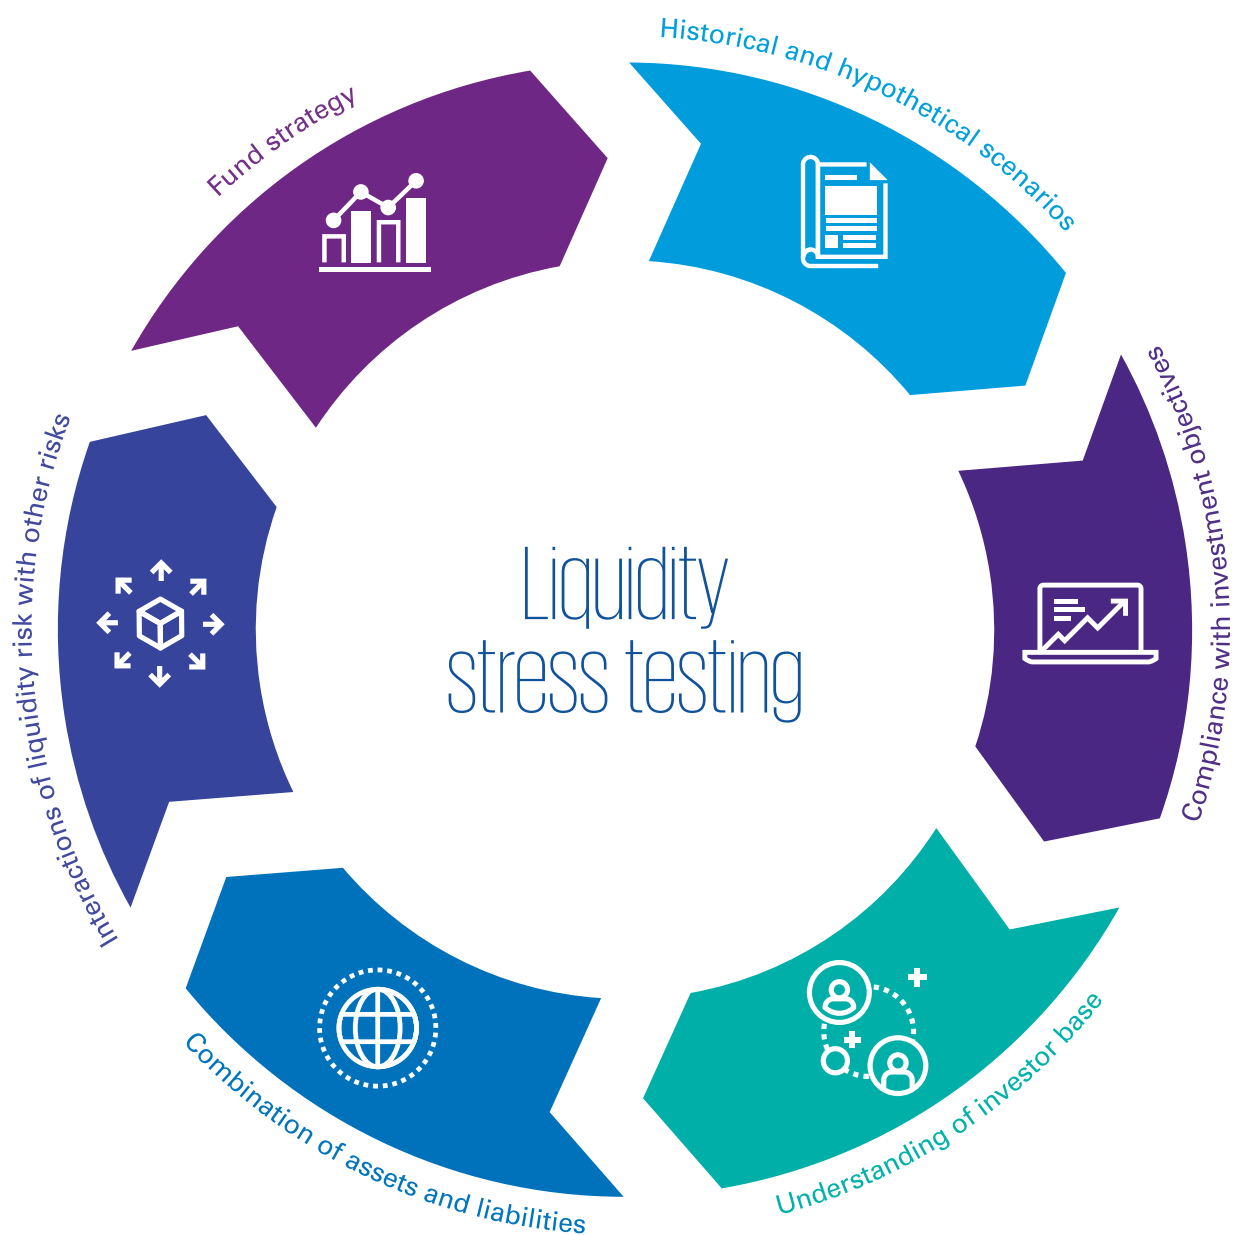 Historical and hypothetical scenarios
Fund strategy
Compliance with investment objectives
Interactions of liquidity risk with other risks
Liquidity
stress testing
Understanding of investor base
Combination of assets and liabilities